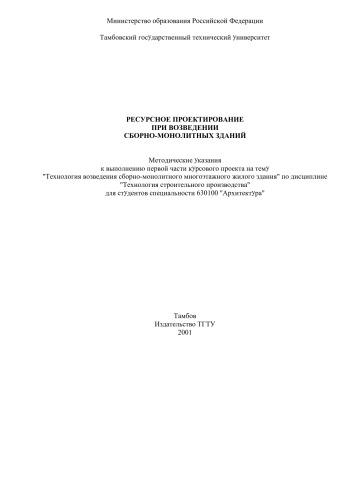 Министерство образования Российской Федерации
Тамбовский государственный технический университет
РЕСУРСНОЕ ПРОЕКТИРОВАНИЕ
ПРИ ВОЗВЕДЕНИИ
СБОРНО-МОНОЛИТНЫХ ЗДАНИЙ
Методические указания
к выполнению первой части курсового проекта на тему
"Технология возведения сборно-монолитного многоэтажного жилого здания" по дисциплине
"Технология строительного производства"
для студентов специальности 630100 "Архитектура"
Тамбов
Издательство ТГТУ
2001